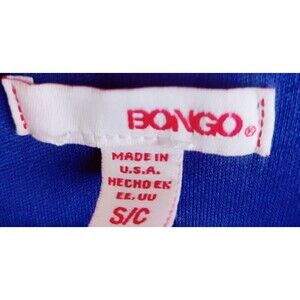 BONGO®
MADE IN
U.S.A.
HECHO EN
EE.UU
S/C